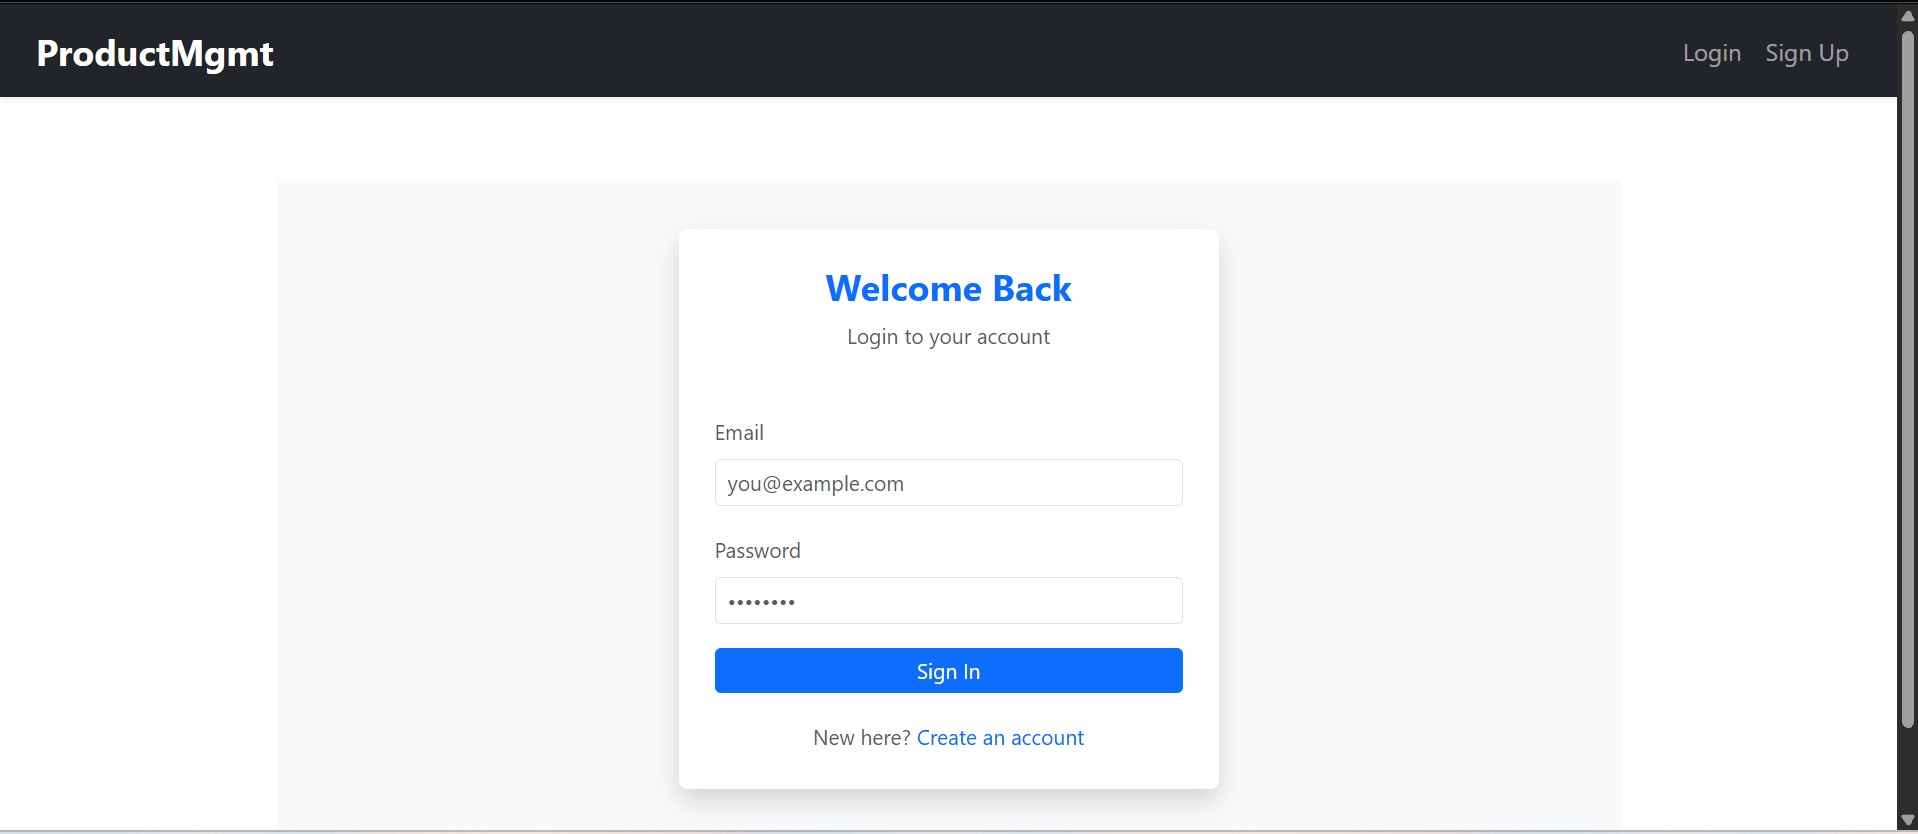 ProductMgmt
Login Sign Up
Welcome Back
Login to your account
Email
you@example.com
Password
••••••••
Sign In
New here? Create an account